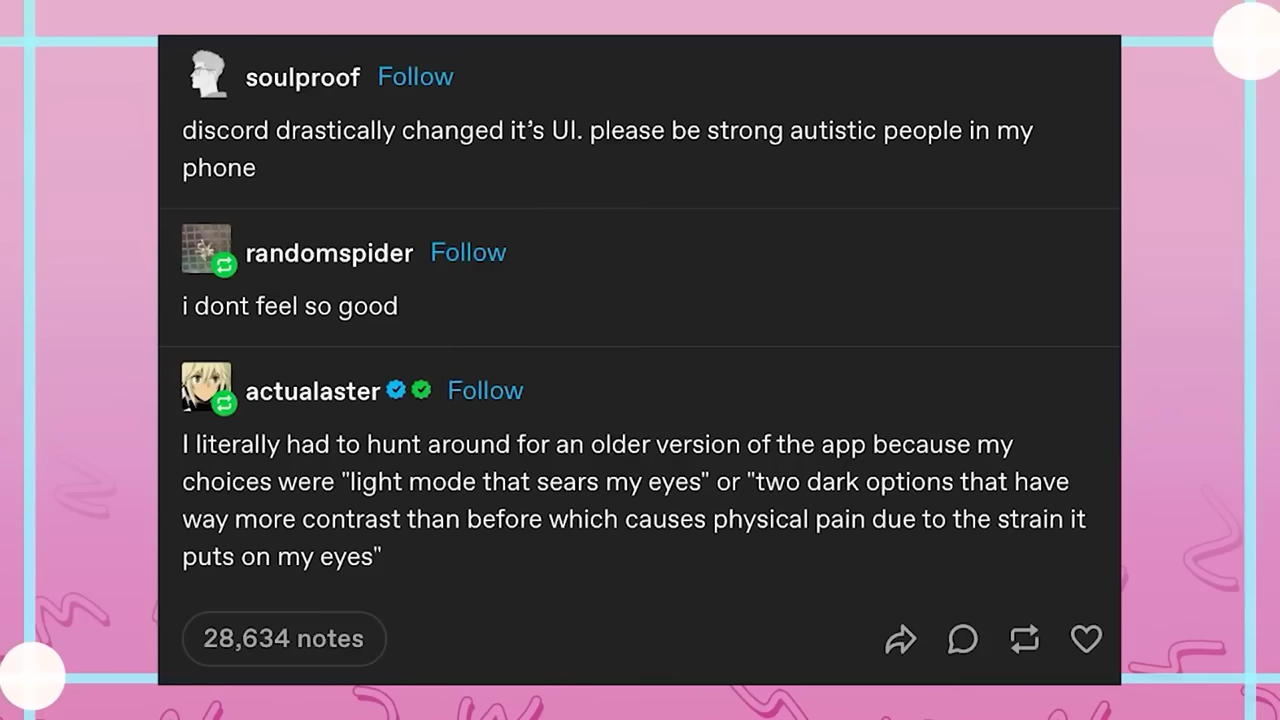 soulproof Follow
discord drastically changed it’s UI. please be strong autistic people in my
phone
randomspider Follow
i dont feel so good
actualaster Follow
I literally had to hunt around for an older version of the app because my
choices were "light mode that sears my eyes" or "two dark options that have
way more contrast than before which causes physical pain due to the strain it
puts on my eyes"
28,634 notes